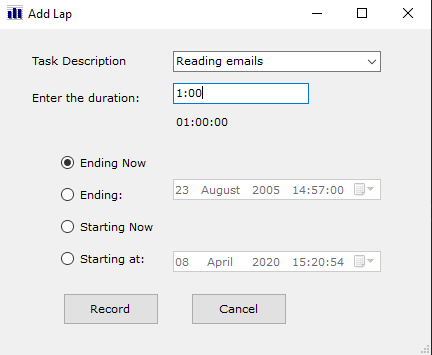 Add Lap
Task Description Reading emails
Enter the duration: 1:00
01:00:00
Ending Now
Ending: 23 August 2005 14:57:00
Starting Now
Starting at: 08 April 2020 15:20:54
Record Cancel